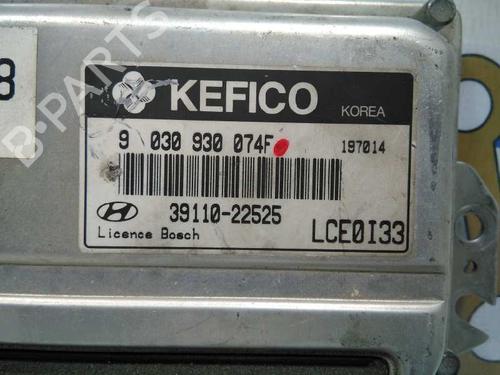 8
B-PARTS
KEFICO
KOREA
9 030 930 074F
197014
39110-22525
Licence Bosch
LCE0I33